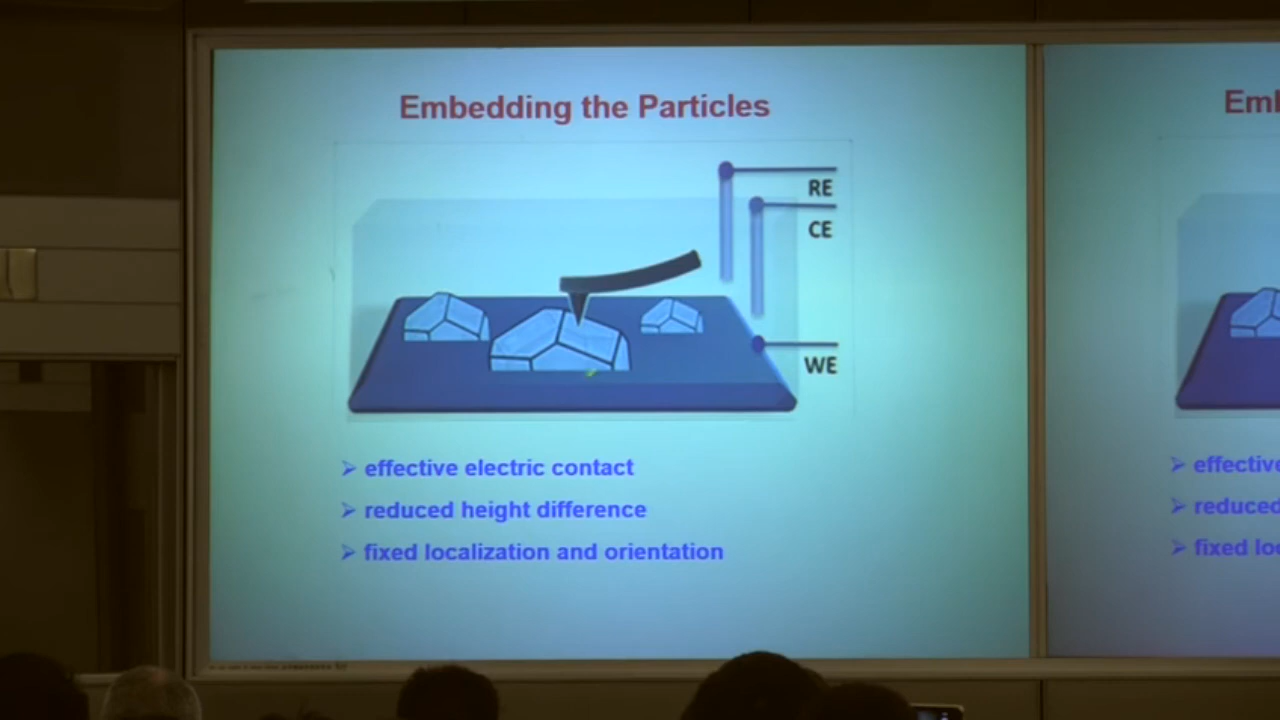 Embedding the Particles
RE
CE
WE
➢ effective electric contact
➢ reduced height difference
➢ fixed localization and orientation
Emb
effective
reduced
fixed